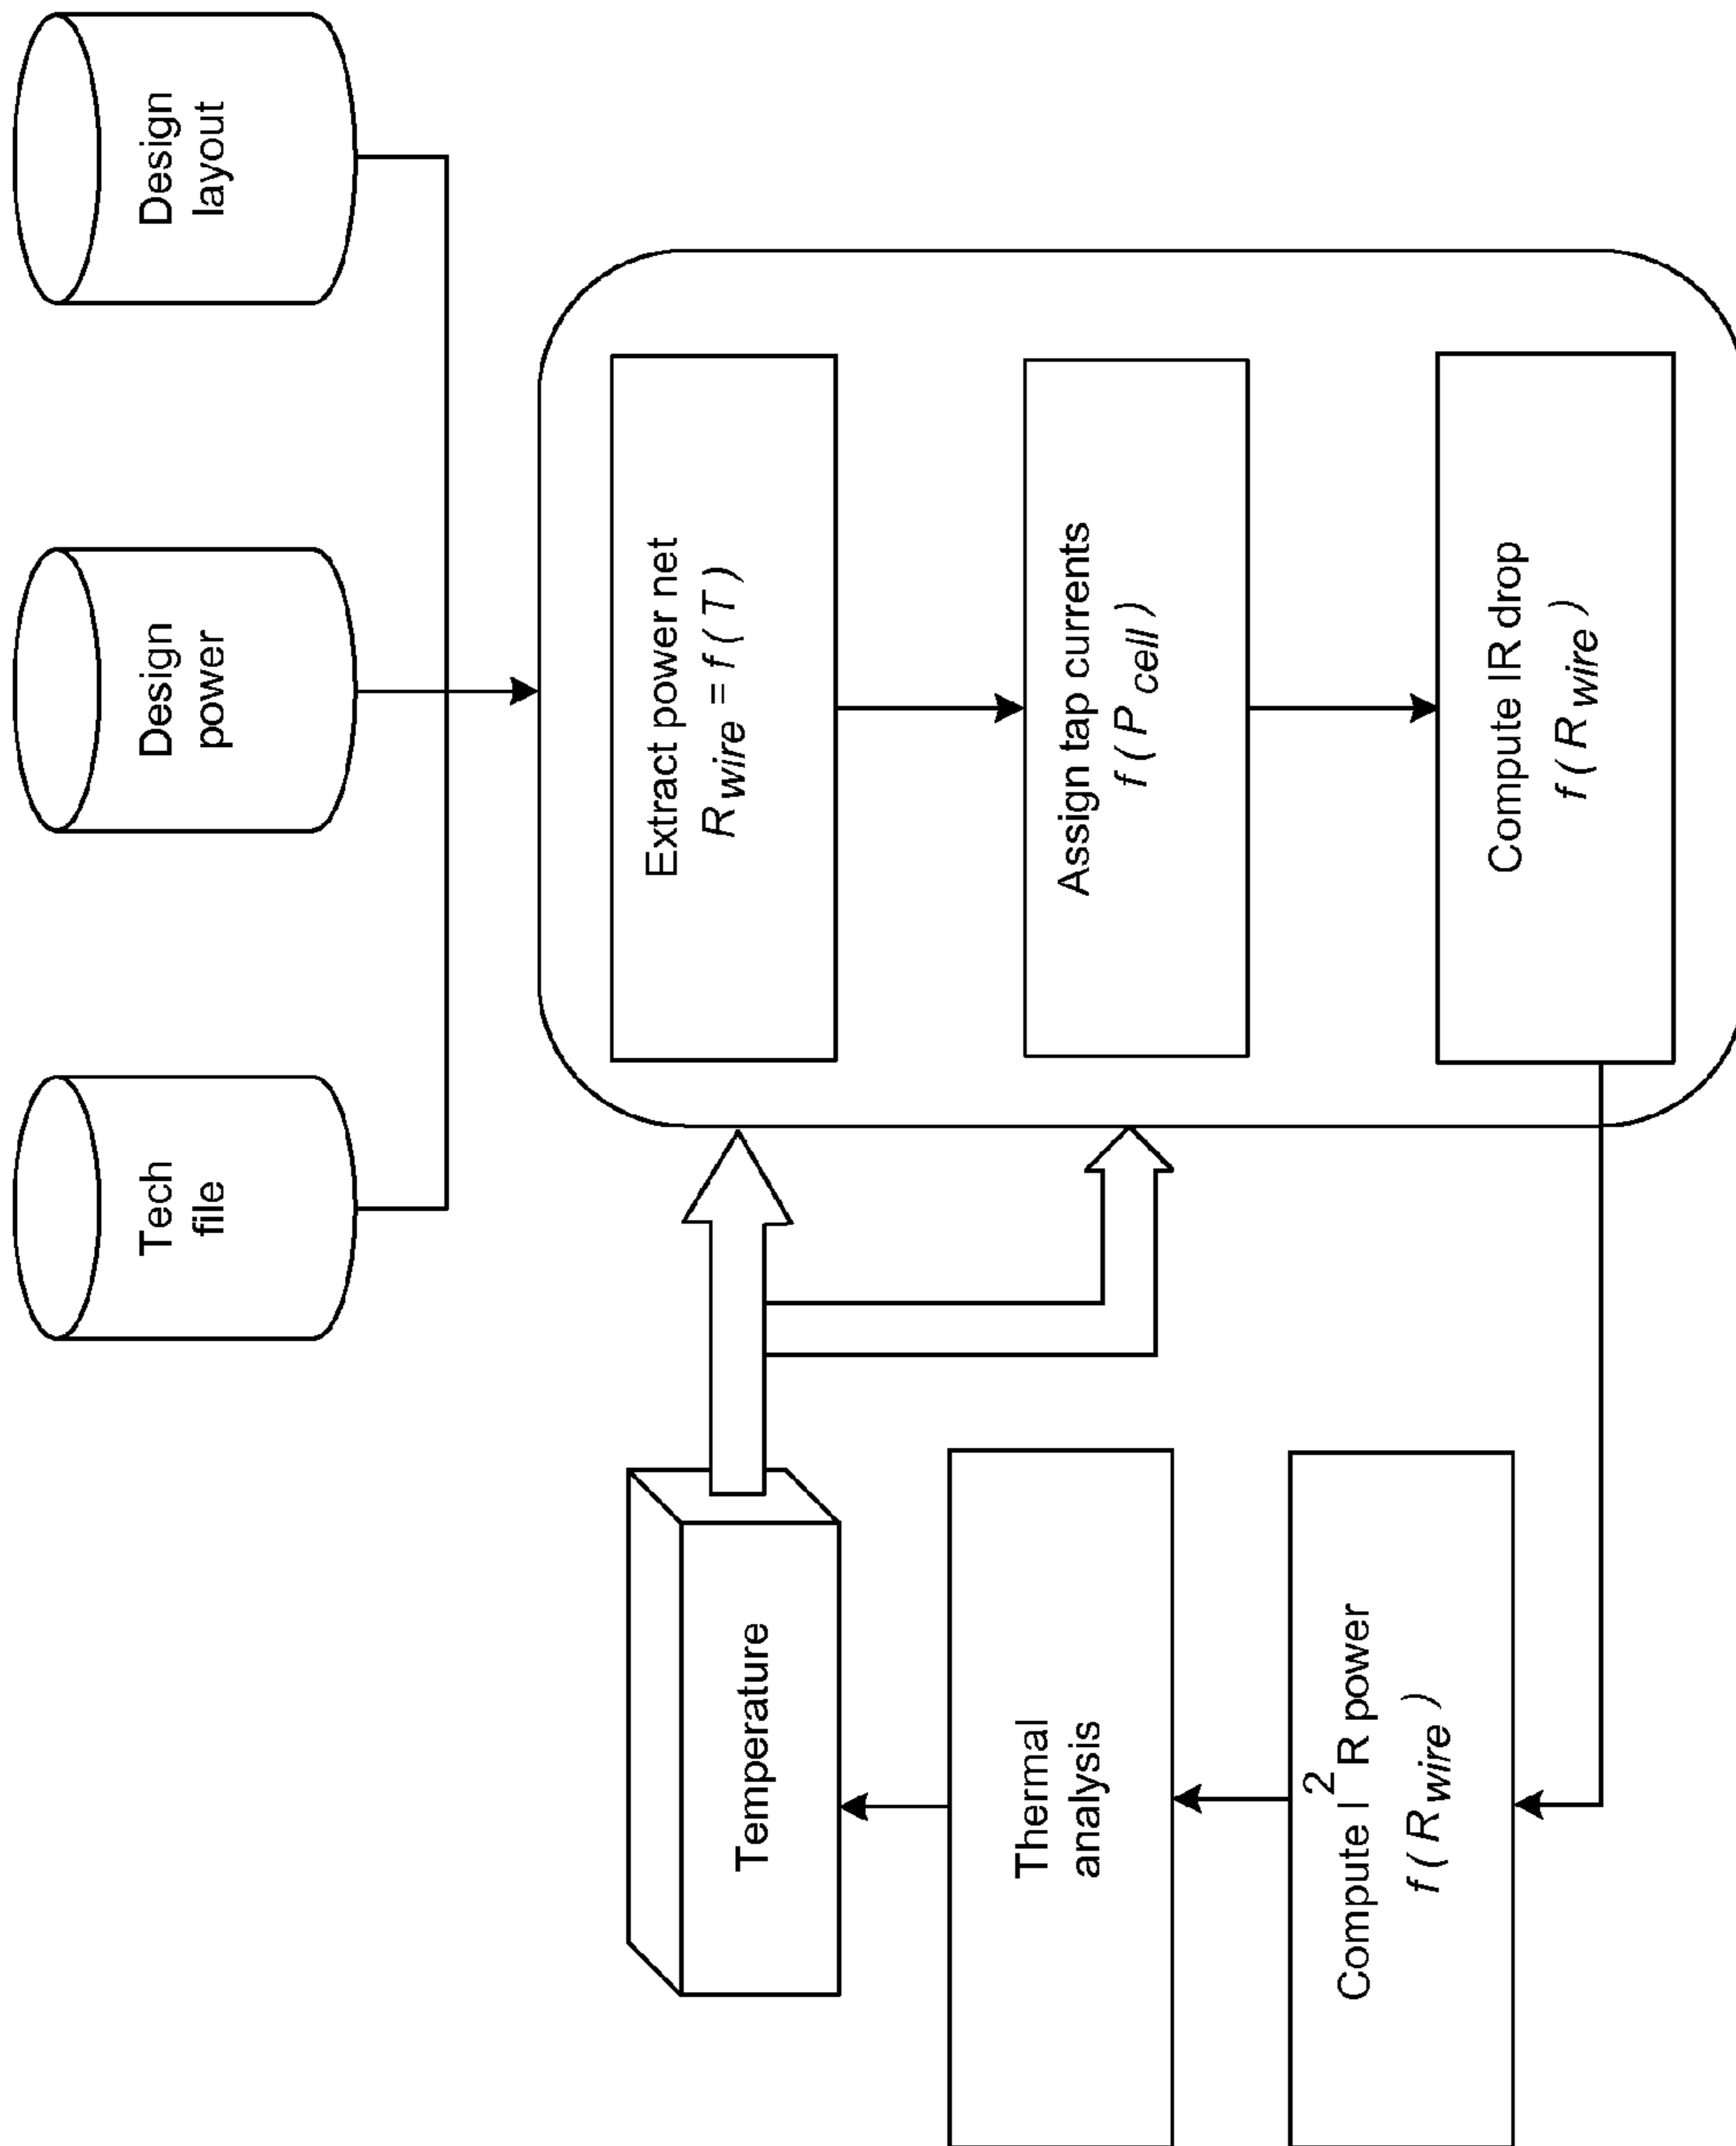 Tech
file
Design
power
Design
layout
Temperature
Extract power net
R wire = f ( T )
Thermal
analysis
Assign tap currents
f ( P cell )
Compute I 2 R power
f ( R wire )
Compute IR drop
f ( R wire )